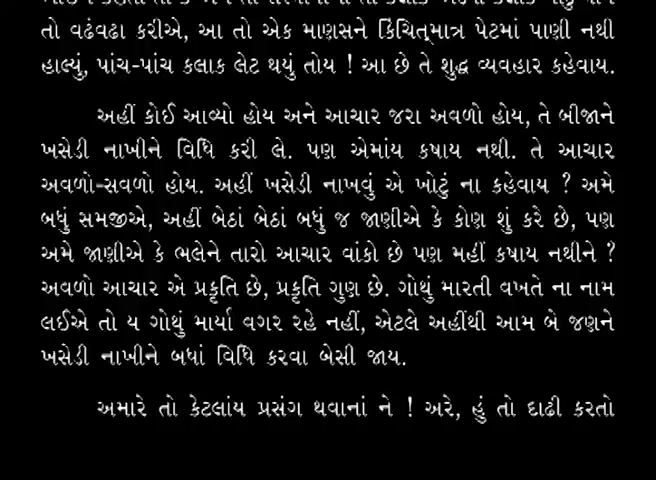 તો વઢંવઢા કરીએ, આ તો એક માણસને કિંચિત્માત્ર પેટમાં પાણી નથી
હાલ્યું, પાંચ-પાંચ કલાક લેટ થયું તોય ! આ છે તે શુદ્ધ વ્યવહાર કહેવાય.
અહીં કોઈ આવ્યો હોય અને આચાર જરા અવળો હોય, તે બીજાને
ખસેડી નાખીને વિધિ કરી લે. પણ એમાંય કષાય નથી. તે આચાર
અવળો-સવળો હોય. અહીં ખસેડી નાખવું એ ખોટું ના કહેવાય ? અમે
બધું સમજીએ, અહીં બેઠાં બેઠાં બધું જ જાણીએ કે કોણ શું કરે છે, પણ
અમે જાણીએ કે ભલેને તારો આચાર વાંકો છે પણ મહીં કષાય નથીને ?
અવળો આચાર એ પ્રકૃતિ છે, પ્રકૃતિ ગુણ છે. ગોથું મારતી વખતે ના નામ
લઈએ તો ય ગોથું માર્યા વગર રહે નહીં, એટલે અહીંથી આમ બે જણને
ખસેડી નાખીને બધાં વિધિ કરવા બેસી જાય.
અમારે તો કેટલાંય પ્રસંગ થવાનાં ને ! અરે, હું તો દાઢી કરતો